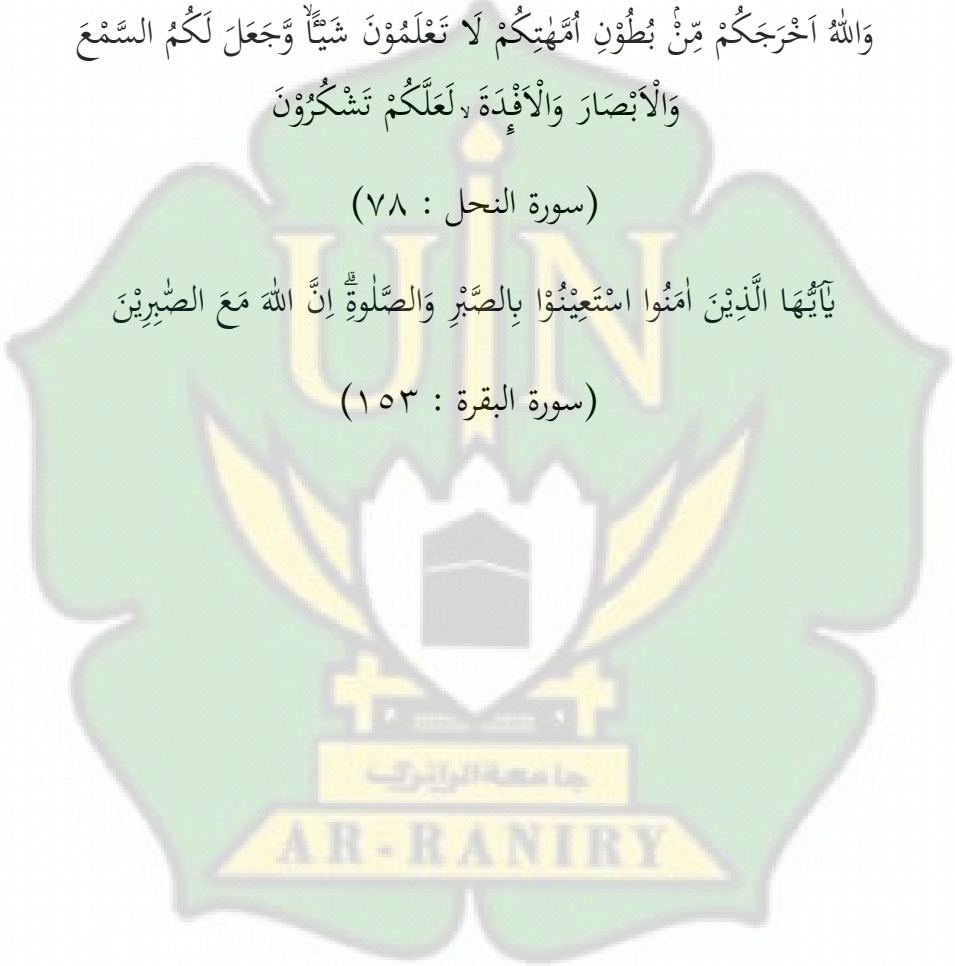 وَاللّٰهُ اَخْرَجَكُمْ مِّنْۢ بُطُوْنِ اُمَّهٰتِكُمْ لَا تَعْلَمُوْنَ شَيْـًٔاۙ وَّجَعَلَ لَكُمُ السَّمْعَ
وَالْاَبْصَارَ وَالْاَفْـِٕدَةَ ۙ لَعَلَّكُمْ تَشْكُرُوْنَ
(سورة النحل : ٧٨)
يٰٓاَيُّهَا الَّذِيْنَ اٰمَنُوا اسْتَعِيْنُوْا بِالصَّبْرِ وَالصَّلٰوةِۗ اِنَّ اللّٰهَ مَعَ الصّٰبِرِيْنَ
(سورة البقرة : ١٥٣)
UIN
جامعة الرانري
AR-RANIRY